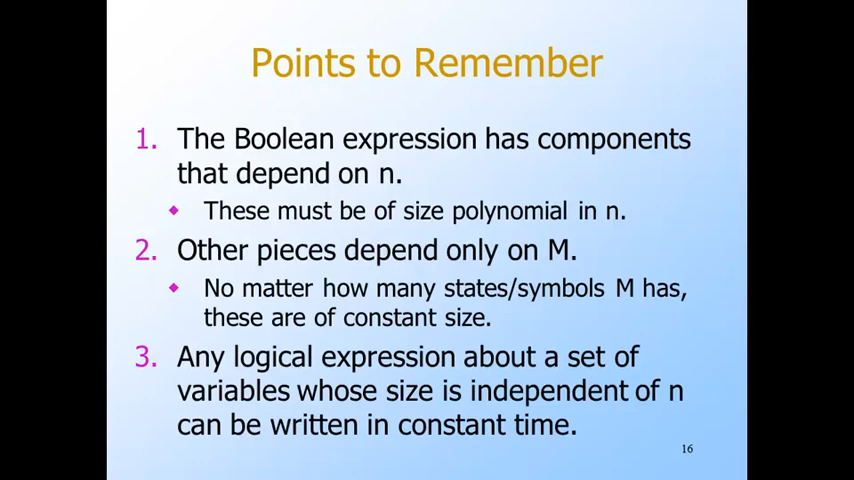 Points to Remember
1. The Boolean expression has components
that depend on n.
◆ These must be of size polynomial in n.
2. Other pieces depend only on M.
◆ No matter how many states/symbols M has,
these are of constant size.
3. Any logical expression about a set of
variables whose size is independent of n
can be written in constant time.
16